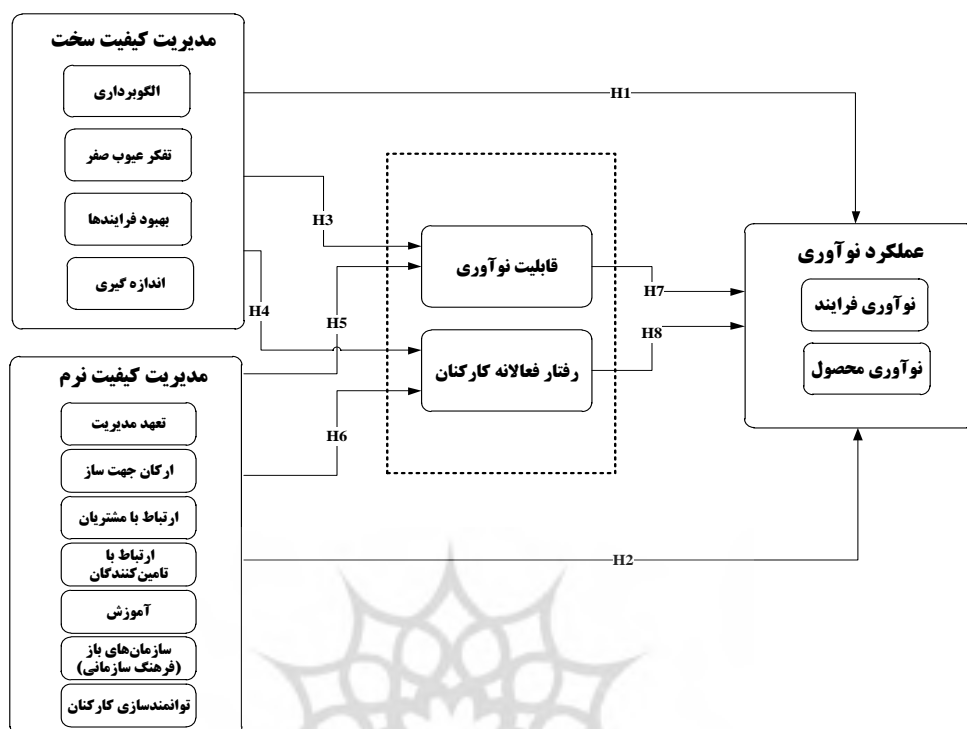 مدیریت کیفیت سخت
الگوبرداری
تفکر عیوب صفر
بهبود فرایندها
اندازه گیری
مدیریت کیفیت نرم
تعهد مدیریت
ارکان جهت ساز
ارتباط با مشتریان
ارتباط با
تامین‌کنندگان
آموزش
سازمان‌های باز
(فرهنگ سازمانی)
توانمندسازی کارکنان
H1
H3
H4
H5
H6
H2
قابلیت نوآوری
رفتار فعالانه کارکنان
H7
H8
عملکرد نوآوری
نوآوری فرایند
نوآوری محصول